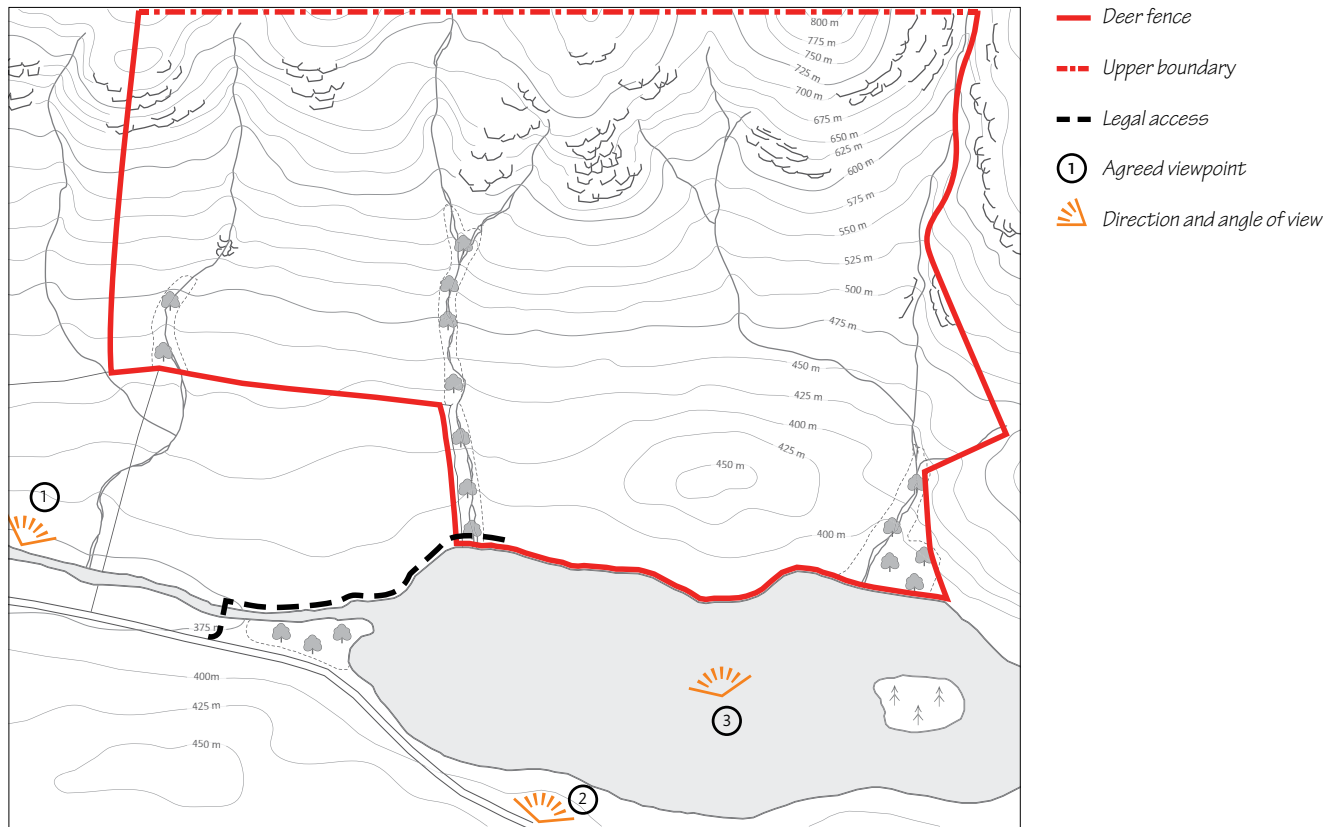 800 m
775 m
750 m
725 m
700 m
675 m
650 m
625 m
600 m
575 m
550 m
525 m
500 m
475 m
450 m
425 m
400 m
425 m
450 m
400 m
1
375 m
400m
425 m
450 m
3
2
Deer fence
Upper boundary
Legal access
1 Agreed viewpoint
Direction and angle of view